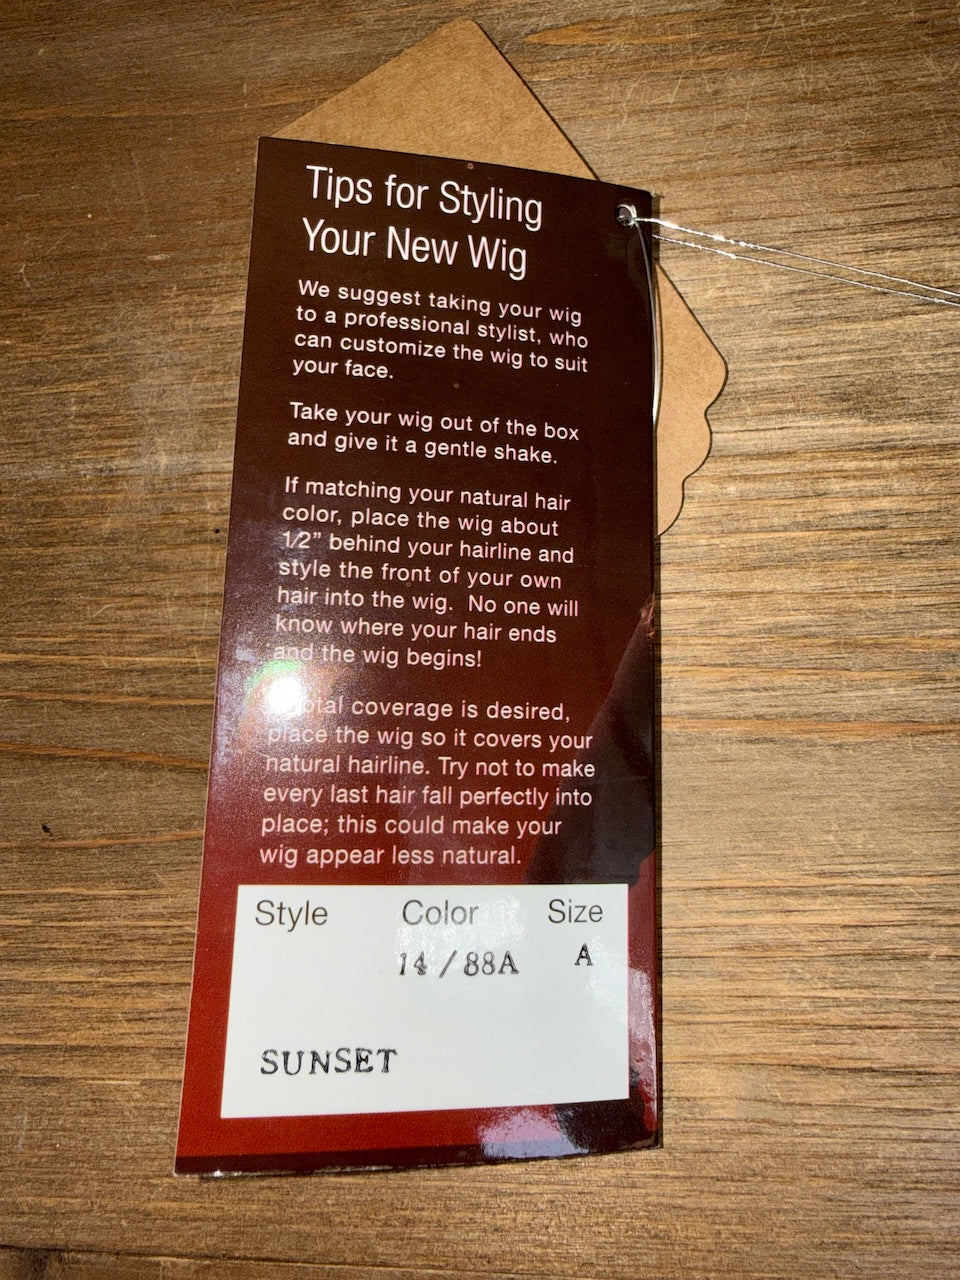 Tips for Styling
Your New Wig
We suggest taking your wig
to a professional stylist, who
can customize the wig to suit
your face.
Take your wig out of the box
and give it a gentle shake.
If matching your natural hair
color, place the wig about
1/2” behind your hairline and
style the front of your own
hair into the wig.  No one will
know where your hair ends
and the wig begins!
coverage is desired,
place the wig so it covers your
natural hairline. Try not to make
every last hair fall perfectly into
place; this could make your
wig appear less natural.
Style Color Size
14 / 88A A
SUNSET